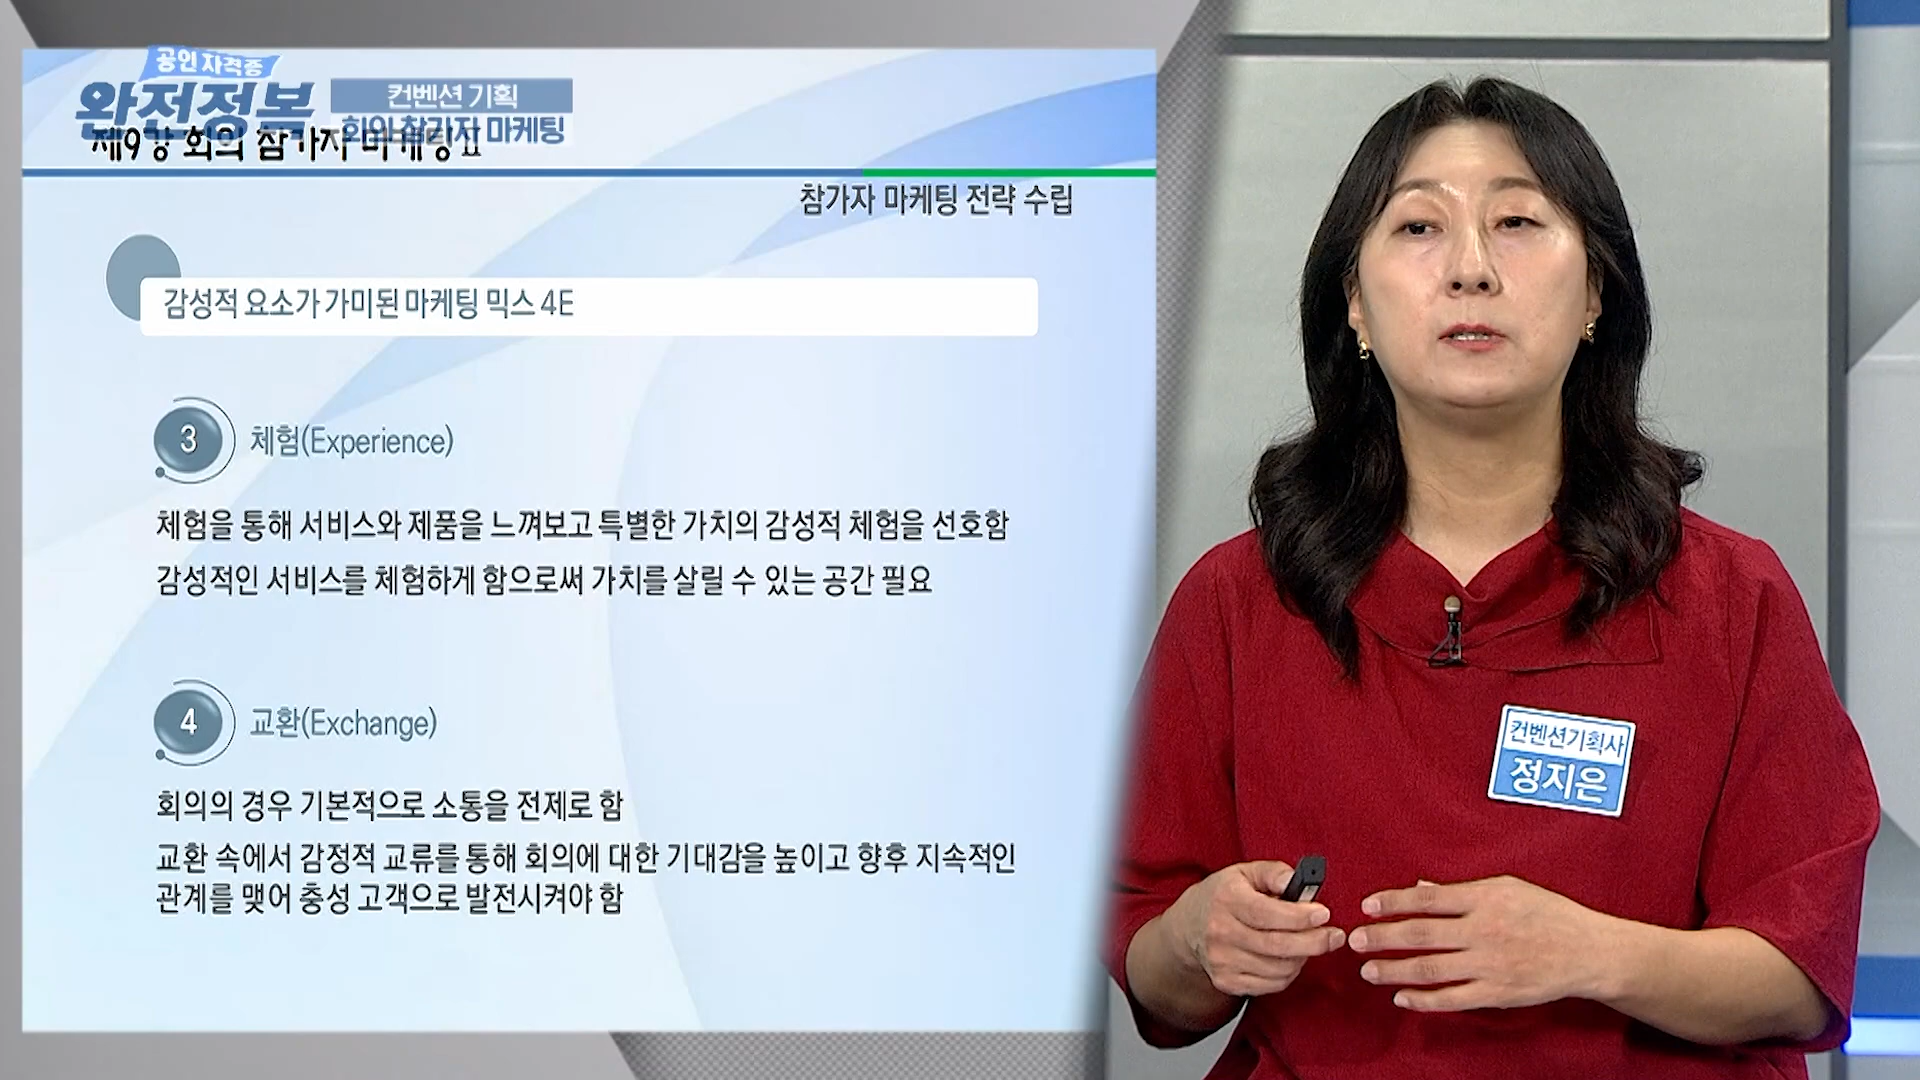 공인 자격증
완전정복
컨벤션 기획
회의 참가자 마케팅
제9강 회의 참가자 마케팅 II
참가자 마케팅 전략 수립
감성적 요소가 가미된 마케팅 믹스 4E
3 체험(Experience)
체험을 통해 서비스와 제품을 느껴보고 특별한 가치의 감성적 체험을 선호함
감성적인 서비스를 체험하게 함으로써 가치를 살릴 수 있는 공간 필요
4 교환(Exchange)
회의의 경우 기본적으로 소통을 전제로 함
교환 속에서 감정적 교류를 통해 회의에 대한 기대감을 높이고 향후 지속적인
관계를 맺어 충성 고객으로 발전시켜야 함
컨벤션기획사
정지은